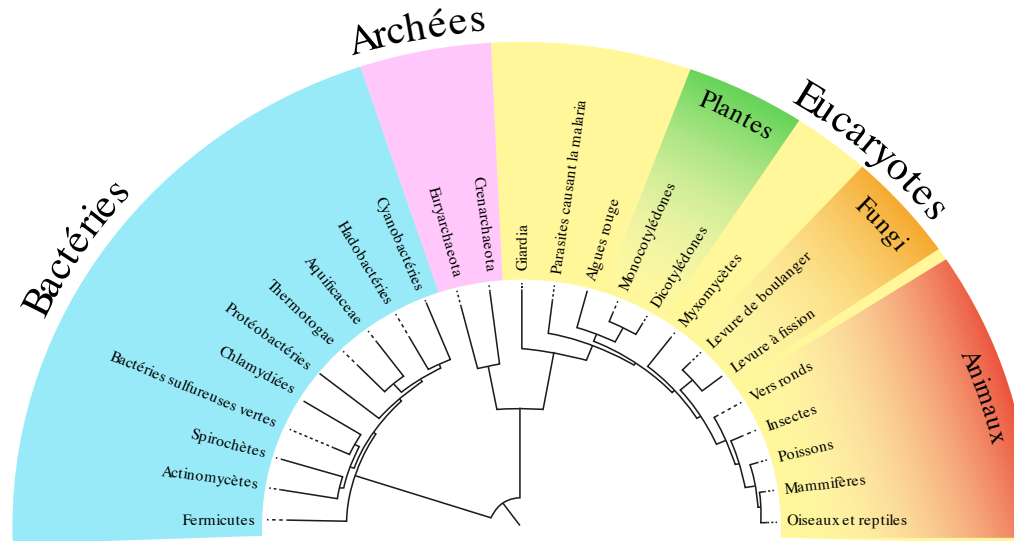 Archées
Eucaryotes
Bactéries
Plantes
Fungi
Animaux
Fermicutes
Actinomycètes
Spirochètes
Bactéries sulfureuses vertes
Chlamydiées
Protéobactéries
Thermotogae
Aquificaceae
Hadobactéries
Cyanobactéries
Euryarchaeota
Crenarchaeota
Giardia
Parasites causant la malaria
Algues rouge
Monocotylédones
Dicotylédones
Myxomycètes
Levure de boulanger
Levure à fission
Vers ronds
Insectes
Poissons
Mammifères
Oiseaux et reptiles